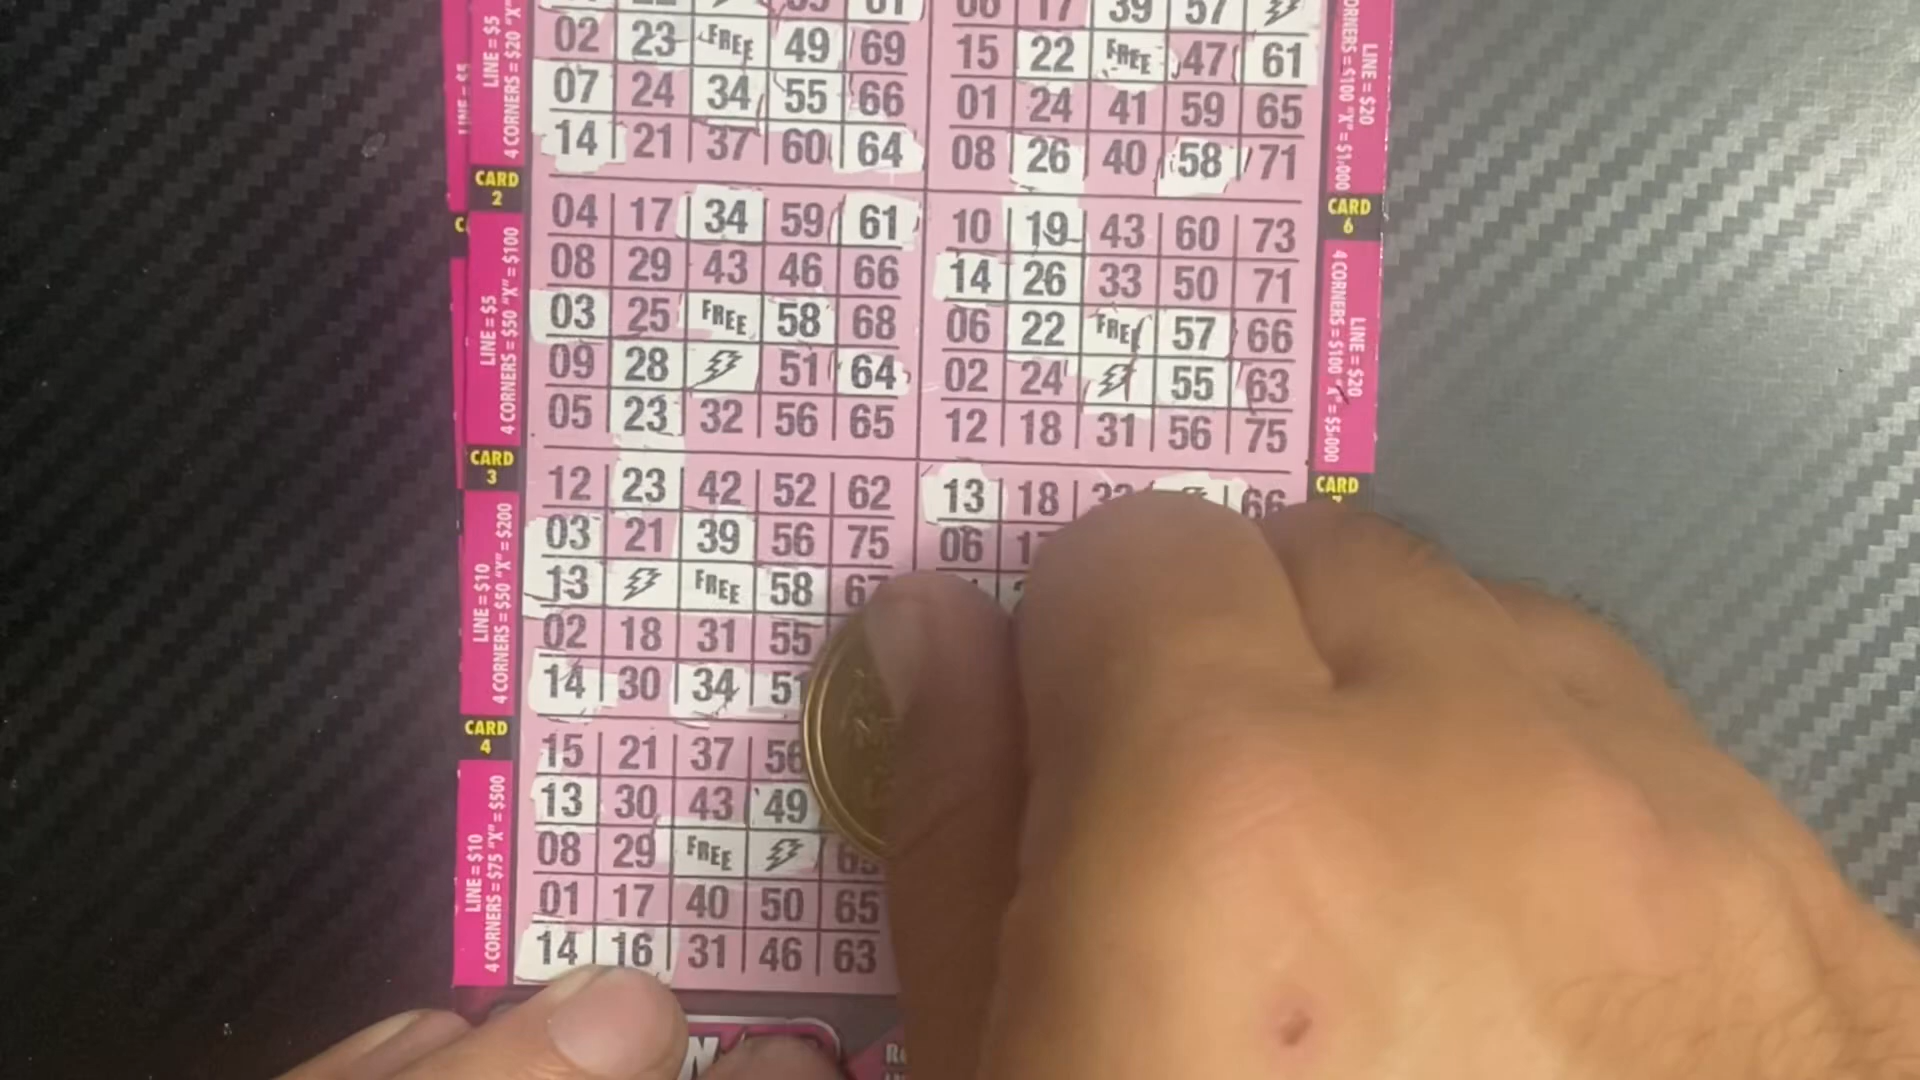 LINE = $5
4 CORNERS = $20 "X"
02 23 FREE 49 69
07 24 34 55 66
14 21 37 60 64
CARD
2
LINE = $5
4 CORNERS = $50 "X" = $100
04 17 34 59 61
08 29 43 46 66
03 25 FREE 58 68
09 28 51 64
05 23 32 56 65
CARD
3
LINE = $10
4 CORNERS = $50 "X" = $200
12 23 42 52 62
03 21 39 56 75
13 FREE 58
02 18 31 55
14 30 34 51
CARD
4
LINE = $10
4 CORNERS = $75 "X" = $500
15 21 37 56
13 30 43 49
08 29 FREE
01 17 40 50 65
14 16 31 46 63
LINE = $20
CORNERS = $100 "X" = $1,000
17 39 57
15 22 FREE 47 61
01 24 41 59 65
08 26 40 58 71
CARD
6
LINE = $20
4 CORNERS = $100 "X" = $5,000
10 19 43 60 73
14 26 33 50 71
06 22 FREE 57 66
02 24 55 63
12 18 31 56 75
CARD
13 18 66
06